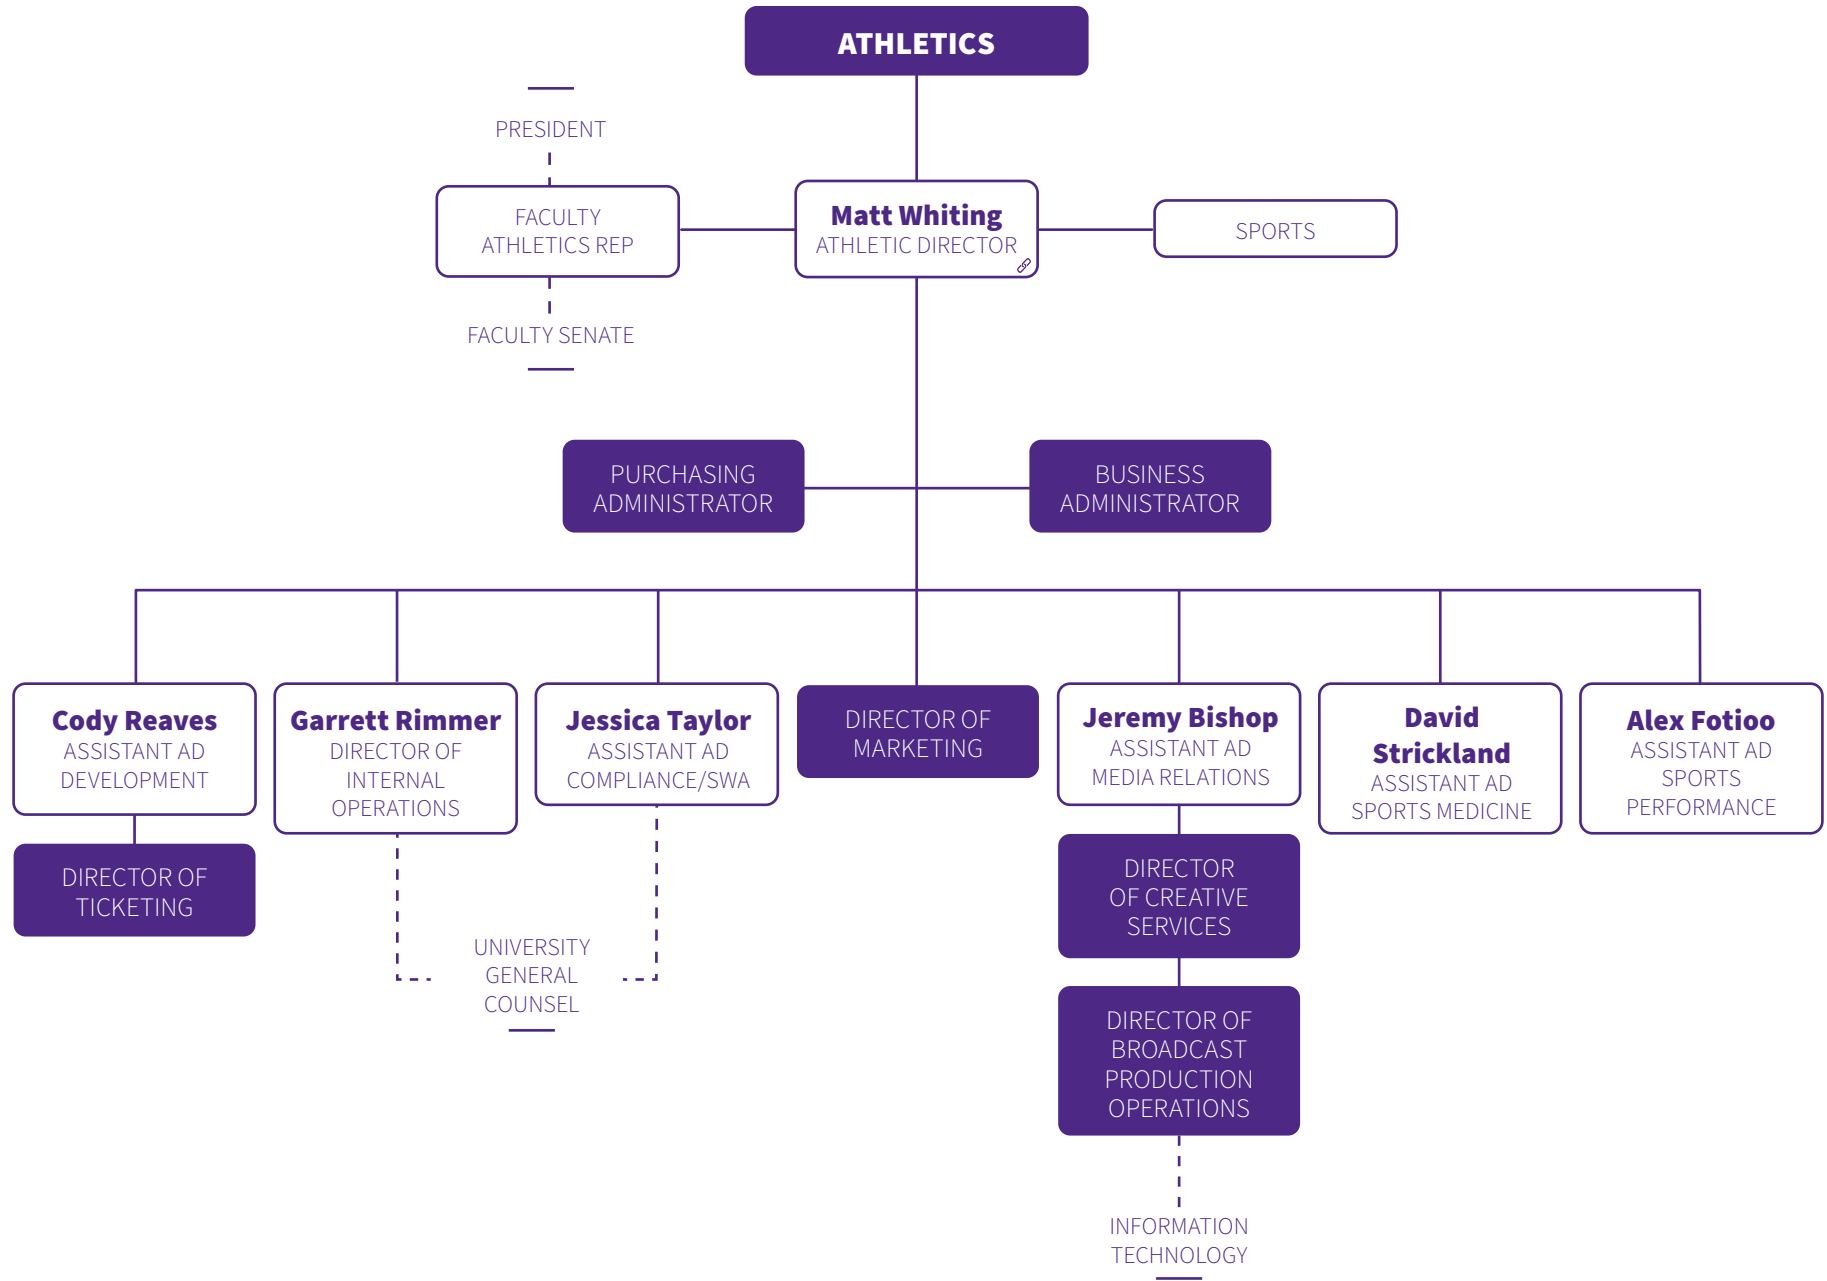 ATHLETICS
PRESIDENT
FACULTY
ATHLETICS REP
FACULTY SENATE
Matt Whiting
ATHLETIC DIRECTOR
SPORTS
PURCHASING
ADMINISTRATOR
BUSINESS
ADMINISTRATOR
Cody Reaves
ASSISTANT AD
DEVELOPMENT
DIRECTOR OF
TICKETING
Garrett Rimmer
DIRECTOR OF
INTERNAL
OPERATIONS
Jessica Taylor
ASSISTANT AD
COMPLIANCE/SWA
UNIVERSITY
GENERAL
COUNSEL
DIRECTOR OF
MARKETING
Jeremy Bishop
ASSISTANT AD
MEDIA RELATIONS
DIRECTOR
OF CREATIVE
SERVICES
DIRECTOR OF
BROADCAST
PRODUCTION
OPERATIONS
INFORMATION
TECHNOLOGY
David
Strickland
ASSISTANT AD
SPORTS MEDICINE
Alex Fotioo
ASSISTANT AD
SPORTS
PERFORMANCE